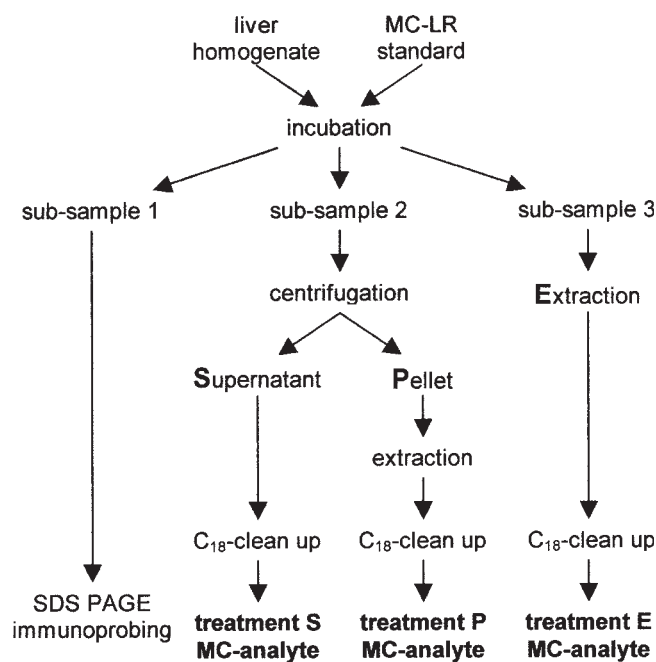 liver
homogenate
MC-LR
standard
incubation
sub-sample 1
sub-sample 2
sub-sample 3
centrifugation
Extraction
Supernatant
Pellet
extraction
C₁₈-clean up
C₁₈-clean up
C₁₈-clean up
SDS PAGE
immunoprobing
treatment S
MC-analyte
treatment P
MC-analyte
treatment E
MC-analyte